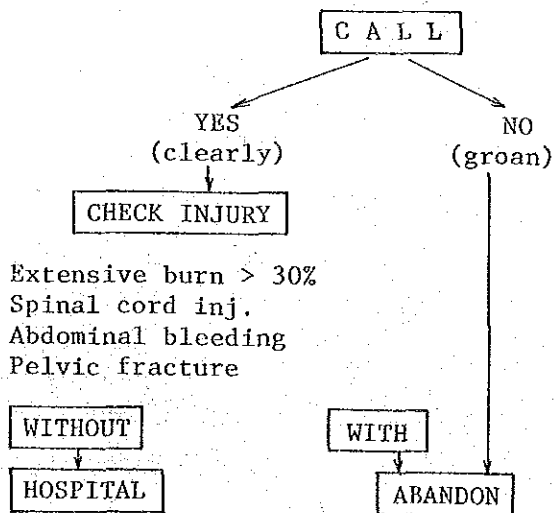 C A L L
YES NO
(clearly) (groan)
CHECK INJURY
Extensive burn > 30%
Spinal cord inj.
Abdominal bleeding
Pelvic fracture
WITHOUT WITH
HOSPITAL ABANDON